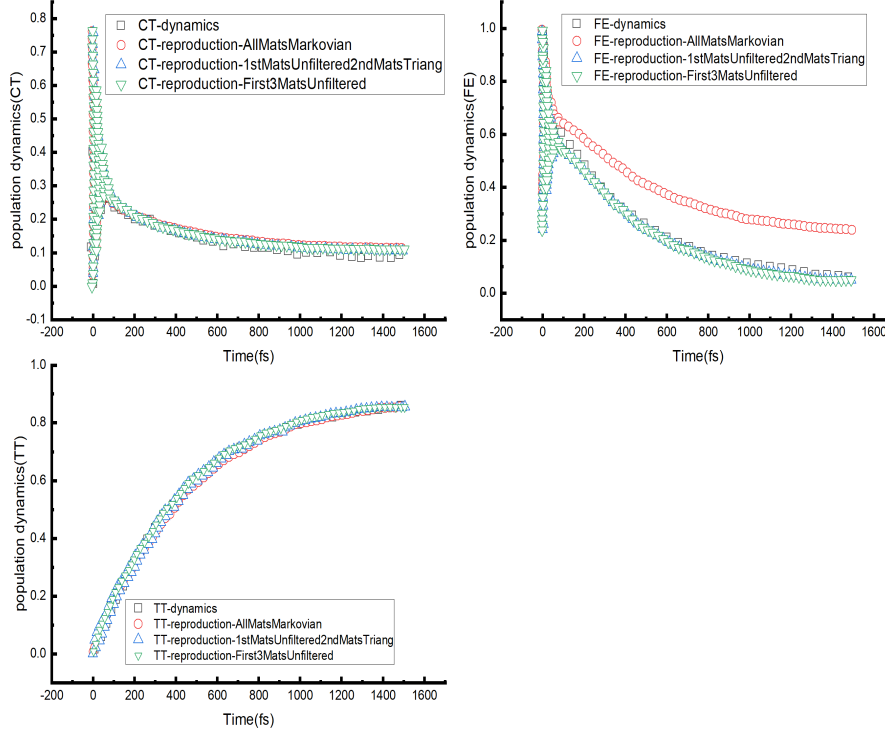 CT-dynamics
CT-reproduction-AllMatsMarkovian
CT-reproduction-1stMatsUnfiltered2ndMatsTriang
CT-reproduction-First3MatsUnfiltered
population dynamics(CT)
0.8
0.7
0.6
0.5
0.4
0.3
0.2
0.1
0.0
-0.1
-200 0 200 400 600 800 1000 1200 1400 1600
Time(fs)
FE-dynamics
FE-reproduction-AllMatsMarkovian
FE-reproduction-1stMatsUnfiltered2ndMatsTriang
FE-reproduction-First3MatsUnfiltered
population dynamics(FE)
1.0
0.8
0.6
0.4
0.2
0.0
-200 0 200 400 600 800 1000 1200 1400 1600
Time(fs)
population dynamics(TT)
1.0
0.8
0.6
0.4
0.2
0.0
TT-dynamics
TT-reproduction-AllMatsMarkovian
TT-reproduction-1stMatsUnfiltered2ndMatsTriang
TT-reproduction-First3MatsUnfiltered
-200 0 200 400 600 800 1000 1200 1400 1600
Time(fs)